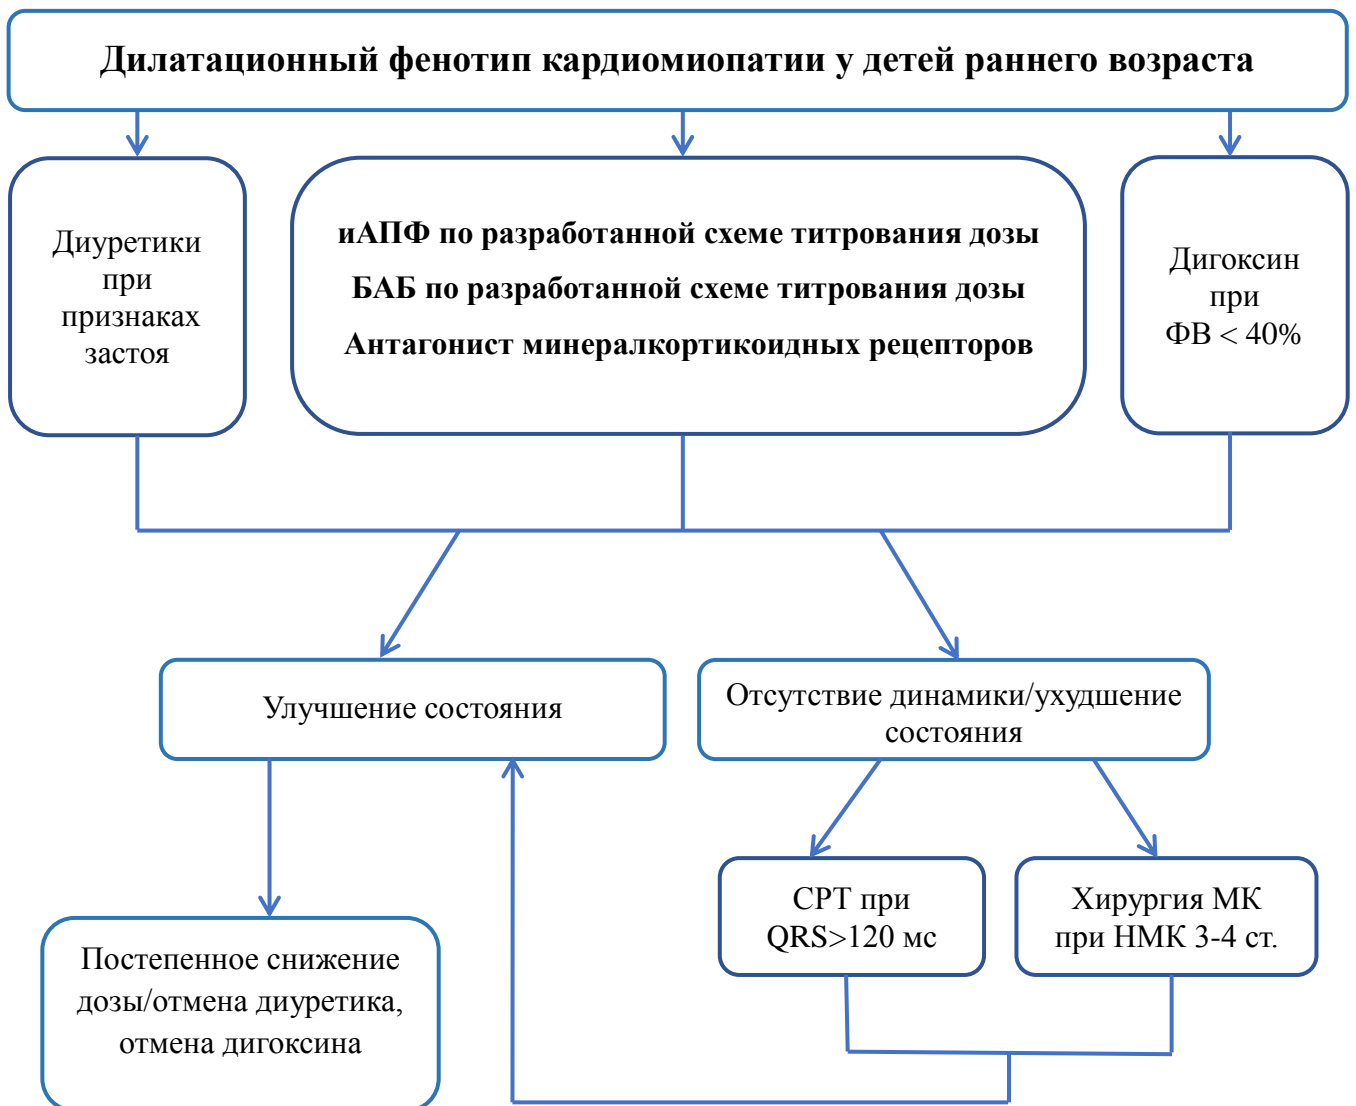 Дилатационный фенотип кардиомиопатии у детей раннего возраста
Диуретики
при
признаках
застоя
иАПФ по разработанной схеме титрования дозы
БАБ по разработанной схеме титрования дозы
Антагонист минералкортикоидных рецепторов
Дигоксин
при
ФВ < 40%
Улучшение состояния
Отсутствие динамики/ухудшение
состояния
СРТ при
QRS>120 мс
Хирургия МК
при НМК 3-4 ст.
Постепенное снижение
дозы/отмена диуретика,
отмена дигоксина